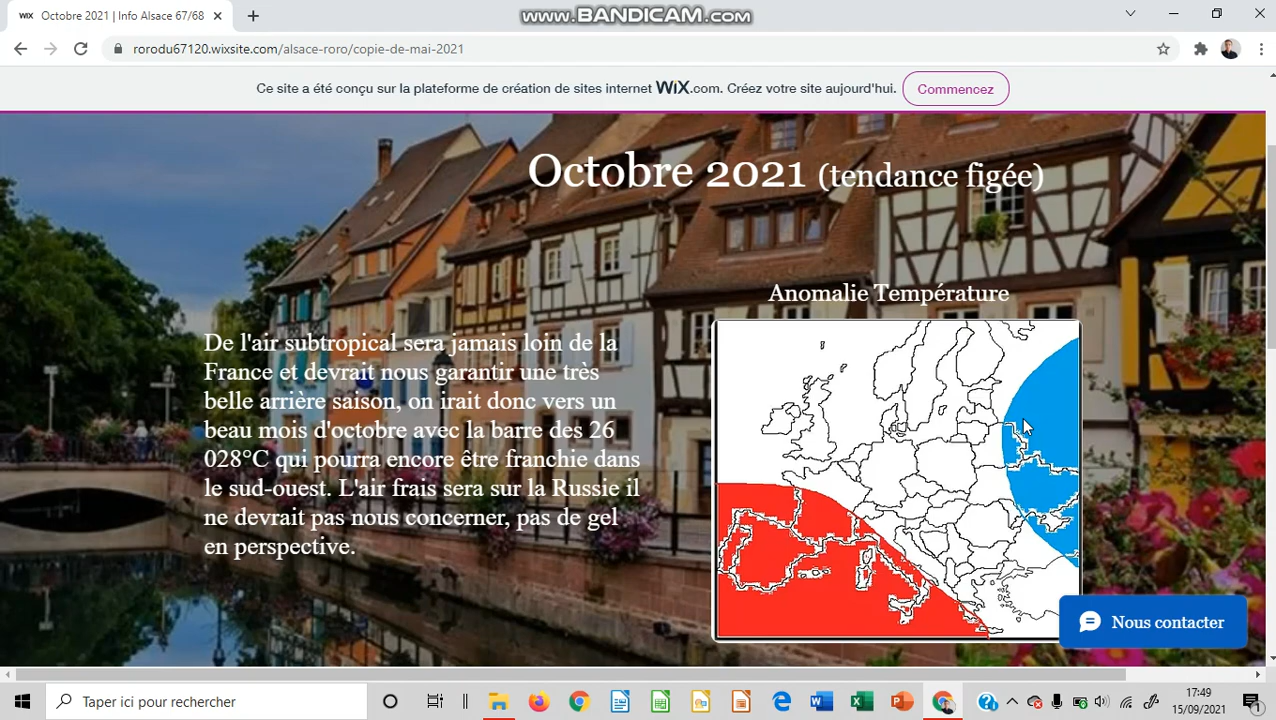 WWW.BANDICAM.COM
WIX Octobre 2021 | Info Alsace 67/68
rorodu67120.wixsite.com/alsace-roro/copie-de-mai-2021
Ce site a été conçu sur la plateforme de création de sites internet WiX.com. Créez votre site aujourd'hui. Commencez
Octobre 2021 (tendance figée)
Anomalie Température
De l'air subtropical sera jamais loin de la
France et devrait nous garantir une très
belle arrière saison, on irait donc vers un
beau mois d'octobre avec la barre des 26
028°C qui pourra encore être franchie dans
le sud-ouest. L'air frais sera sur la Russie il
ne devrait pas nous concerner, pas de gel
en perspective.
Nous contacter
Taper ici pour rechercher
17:49
15/09/2021
1